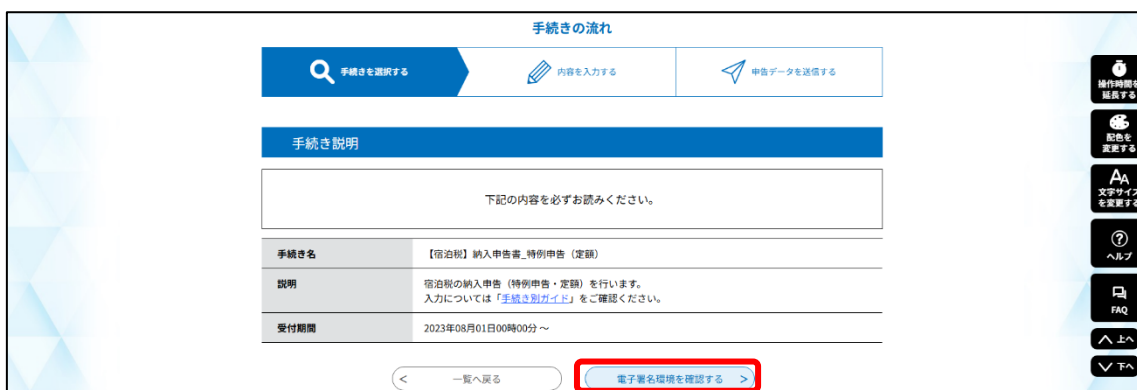 手続きの流れ
手続きを選択する
内容を入力する
申告データを送信する
手続き説明
下記の内容を必ずお読みください。
手続き名 【宿泊税】納入申告書_特例申告（定額）
説明 宿泊税の納入申告（特例申告・定額）を行います。
入力については「手続き別ガイド」をご確認ください。
受付期間 2023年08月01日00時00分 ～
< 一覧へ戻る
電子署名環境を確認する >
操作時間を
延長する
配色を
変更する
AA
文字サイズ
を変更する
?
ヘルプ
FAQ
上へ
下へ